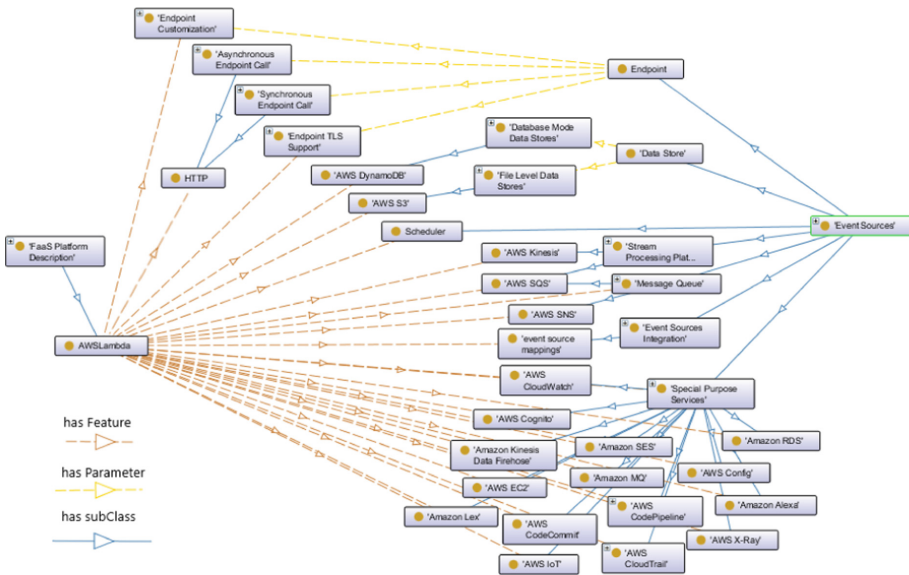 'Endpoint
Customization'
'Asynchronous
Endpoint Call'
Endpoint
'Synchronous
Endpoint Call'
'Database Mode
Data Stores'
'Endpoint TLS
Support'
'Data Store'
HTTP
'AWS DynamoDB'
'File Level Data
Stores'
'AWS S3'
Scheduler
'Event Sources'
'FaaS Platform
Description'
'AWS Kinesis'
'Stream
Processing Plat...
'AWS SQS'
'Message Queue'
'AWS SNS'
'Event Sources
Integration'
AWSLambda
'event source
mappings'
'AWS
CloudWatch'
'Special Purpose
Services'
has Feature
'AWS Cognito'
'Amazon RDS'
'Amazon Kinesis
Data Firehose'
'Amazon SES'
has Parameter
'AWS Config'
'Amazon MQ'
'AWS EC2'
'Amazon Alexa'
has subClass
'Amazon Lex'
'AWS
CodeCommit'
'AWS
CodePipeline'
'AWS X-Ray'
'AWS IoT'
'AWS
CloudTrail'